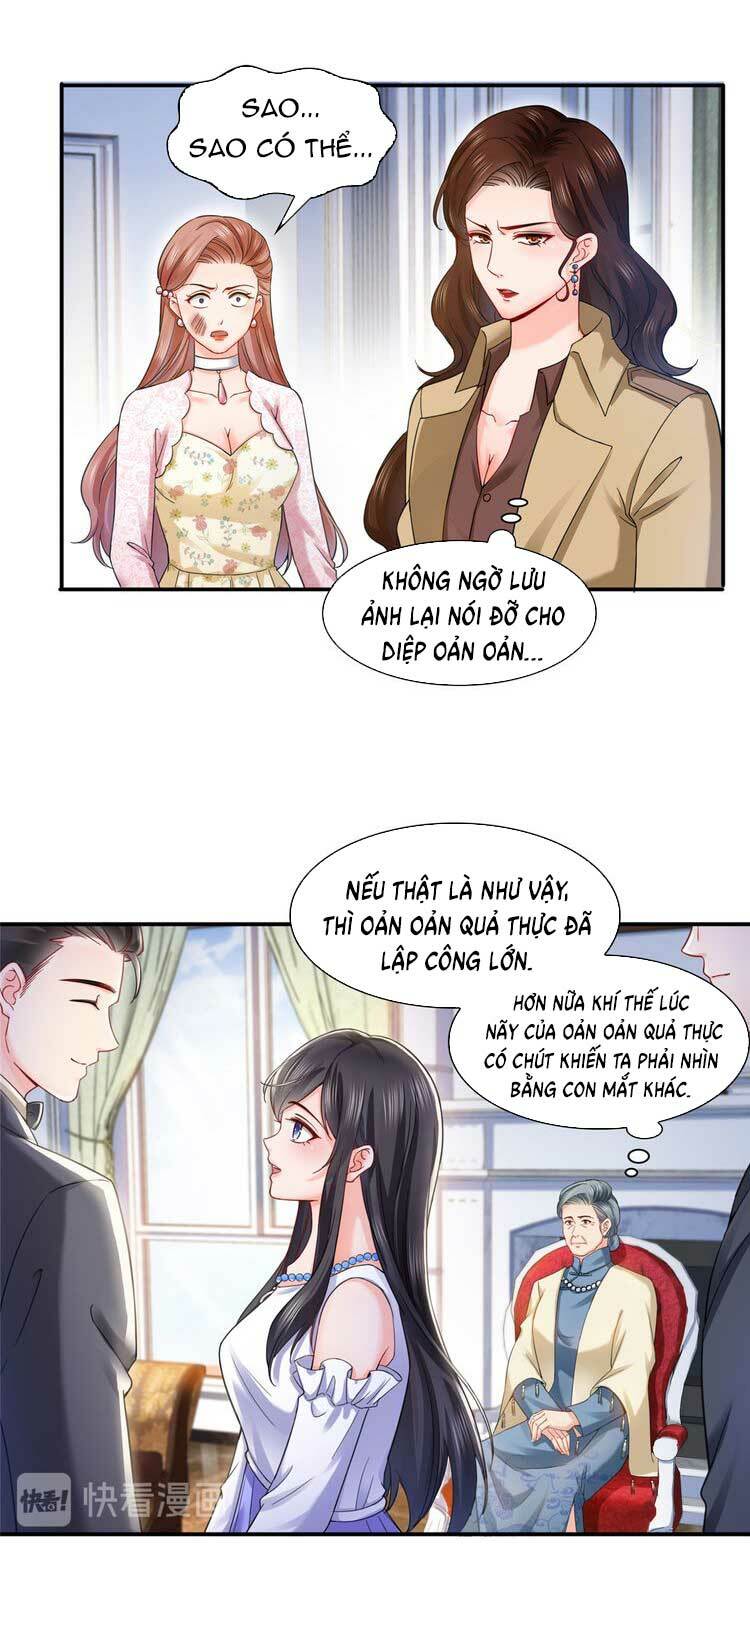 SAO...
SAO CÓ THỂ...
KHÔNG NGỜ LƯU
ẢNH LẠI NÓI ĐỠ CHO
DIỆP OẢN OẢN...
NẾU THẬT LÀ NHƯ VẬY,
THÌ OẢN OẢN QUẢ THỰC ĐÃ
LẬP CÔNG LỚN.
HƠN NỮA KHÍ THẾ LÚC
NÃY CỦA OẢN OẢN QUẢ THỰC
CÓ CHÚT KHIẾN TA PHẢI NHÌN
BẰNG CON MẮT KHÁC.
快看! 快看漫画